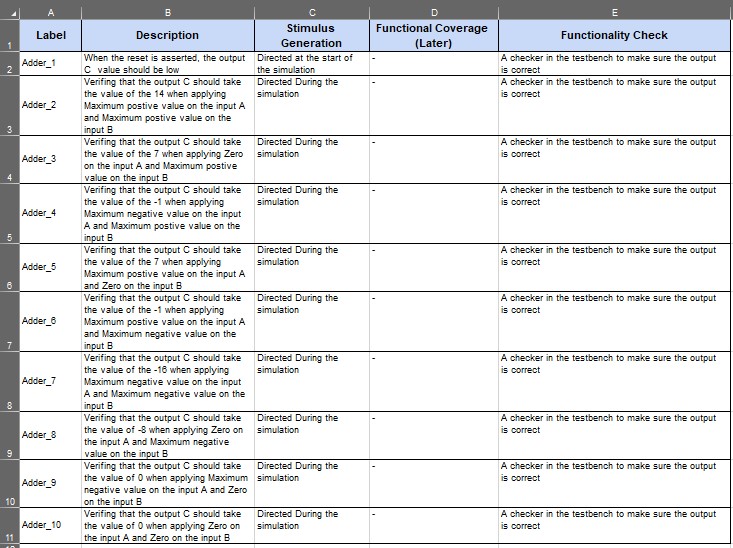 A B C D E
1 Label Description Stimulus Generation Functional Coverage (Later) Functionality Check
2 Adder_1 When the reset is asserted, the output C value should be low Directed at the start of the simulation - A checker in the testbench to make sure the output is correct
3 Adder_2 Verifing that the output C should take the value of the 14 when applying Maximum postive value on the input A and Maximum postive value on the input B Directed During the simulation - A checker in the testbench to make sure the output is correct
4 Adder_3 Verifing that the output C should take the value of the 7 when applying Zero on the input A and Maximum postive value on the input B Directed During the simulation - A checker in the testbench to make sure the output is correct
5 Adder_4 Verifing that the output C should take the value of the -1 when applying Maximum negative value on the input A and Maximum postive value on the input B Directed During the simulation - A checker in the testbench to make sure the output is correct
6 Adder_5 Verifing that the output C should take the value of the 7 when applying Maximum postive value on the input A and Zero on the input B Directed During the simulation - A checker in the testbench to make sure the output is correct
7 Adder_6 Verifing that the output C should take the value of the -1 when applying Maximum postive value on the input A and Maximum negative value on the input B Directed During the simulation - A checker in the testbench to make sure the output is correct
8 Adder_7 Verifing that the output C should take the value of the -16 when applying Maximum negative value on the input A and Maximum negative value on the input B Directed During the simulation - A checker in the testbench to make sure the output is correct
9 Adder_8 Verifing that the output C should take the value of -8 when applying Zero on the input A and Maximum negative value on the input B Directed During the simulation - A checker in the testbench to make sure the output is correct
10 Adder_9 Verifing that the output C should take the value of 0 when applying Maximum negative value on the input A and Zero on the input B Directed During the simulation - A checker in the testbench to make sure the output is correct
11 Adder_10 Verifing that the output C should take the value of 0 when applying Zero on the input A and Zero on the input B Directed During the simulation - A checker in the testbench to make sure the output is correct